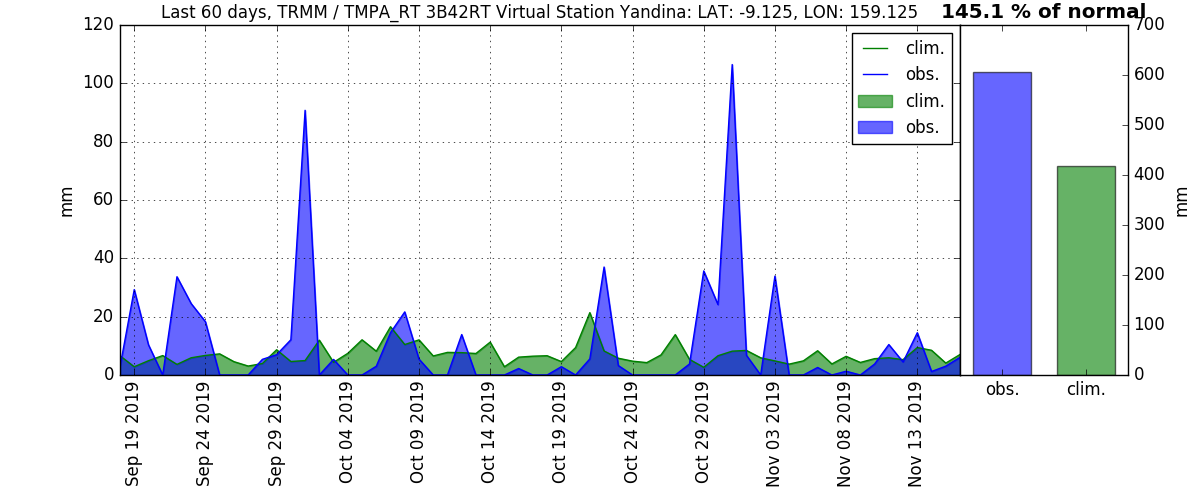 Last 60 days, TRMM / TMPA_RT 3B42RT Virtual Station Yandina: LAT: -9.125, LON: 159.125
145.1 % of normal
120
100
80
60
40
20
0
mm
clim.
obs.
clim.
obs.
Sep 19 2019
Sep 24 2019
Sep 29 2019
Oct 04 2019
Oct 09 2019
Oct 14 2019
Oct 19 2019
Oct 24 2019
Oct 29 2019
Nov 03 2019
Nov 08 2019
Nov 13 2019
700
600
500
400
300
200
100
0
mm
obs. clim.